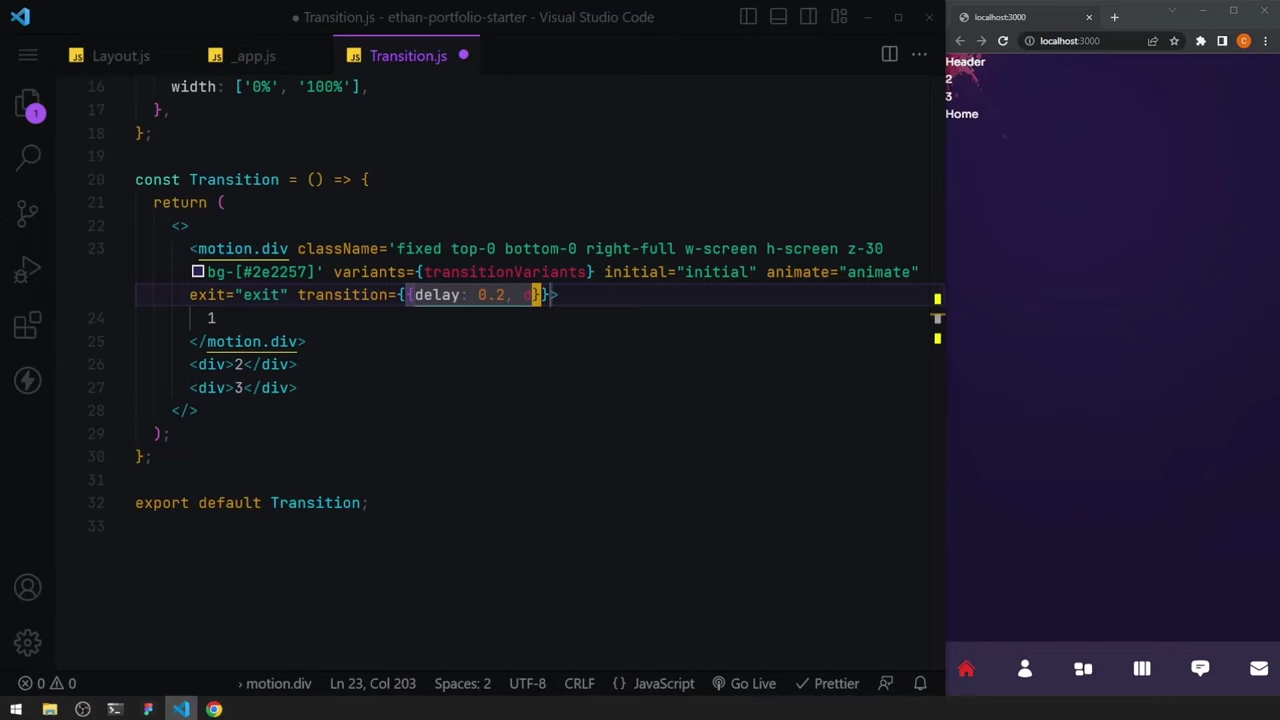 Transition.js - ethan-portfolio-starter - Visual Studio Code
Layout.js
_app.js
Transition.js
localhost:3000
localhost:3000
C
1
16 width: ['0%', '100%'],
17 },
18 };
19
20 const Transition = () => {
21 return (
22 <>
23 <motion.div className='fixed top-0 bottom-0 right-full w-screen h-screen z-30
bg-[#2e2257]' variants={transitionVariants} initial="initial" animate="animate"
exit="exit" transition={{delay: 0.2, d}}>
24 1
25 </motion.div>
26 <div>2</div>
27 <div>3</div>
28 </>
29 );
30 };
31
32 export default Transition;
33
Header
2
3
Home
0 0
motion.div
Ln 23, Col 203
Spaces: 2
UTF-8
CRLF
{} JavaScript
Go Live
Prettier